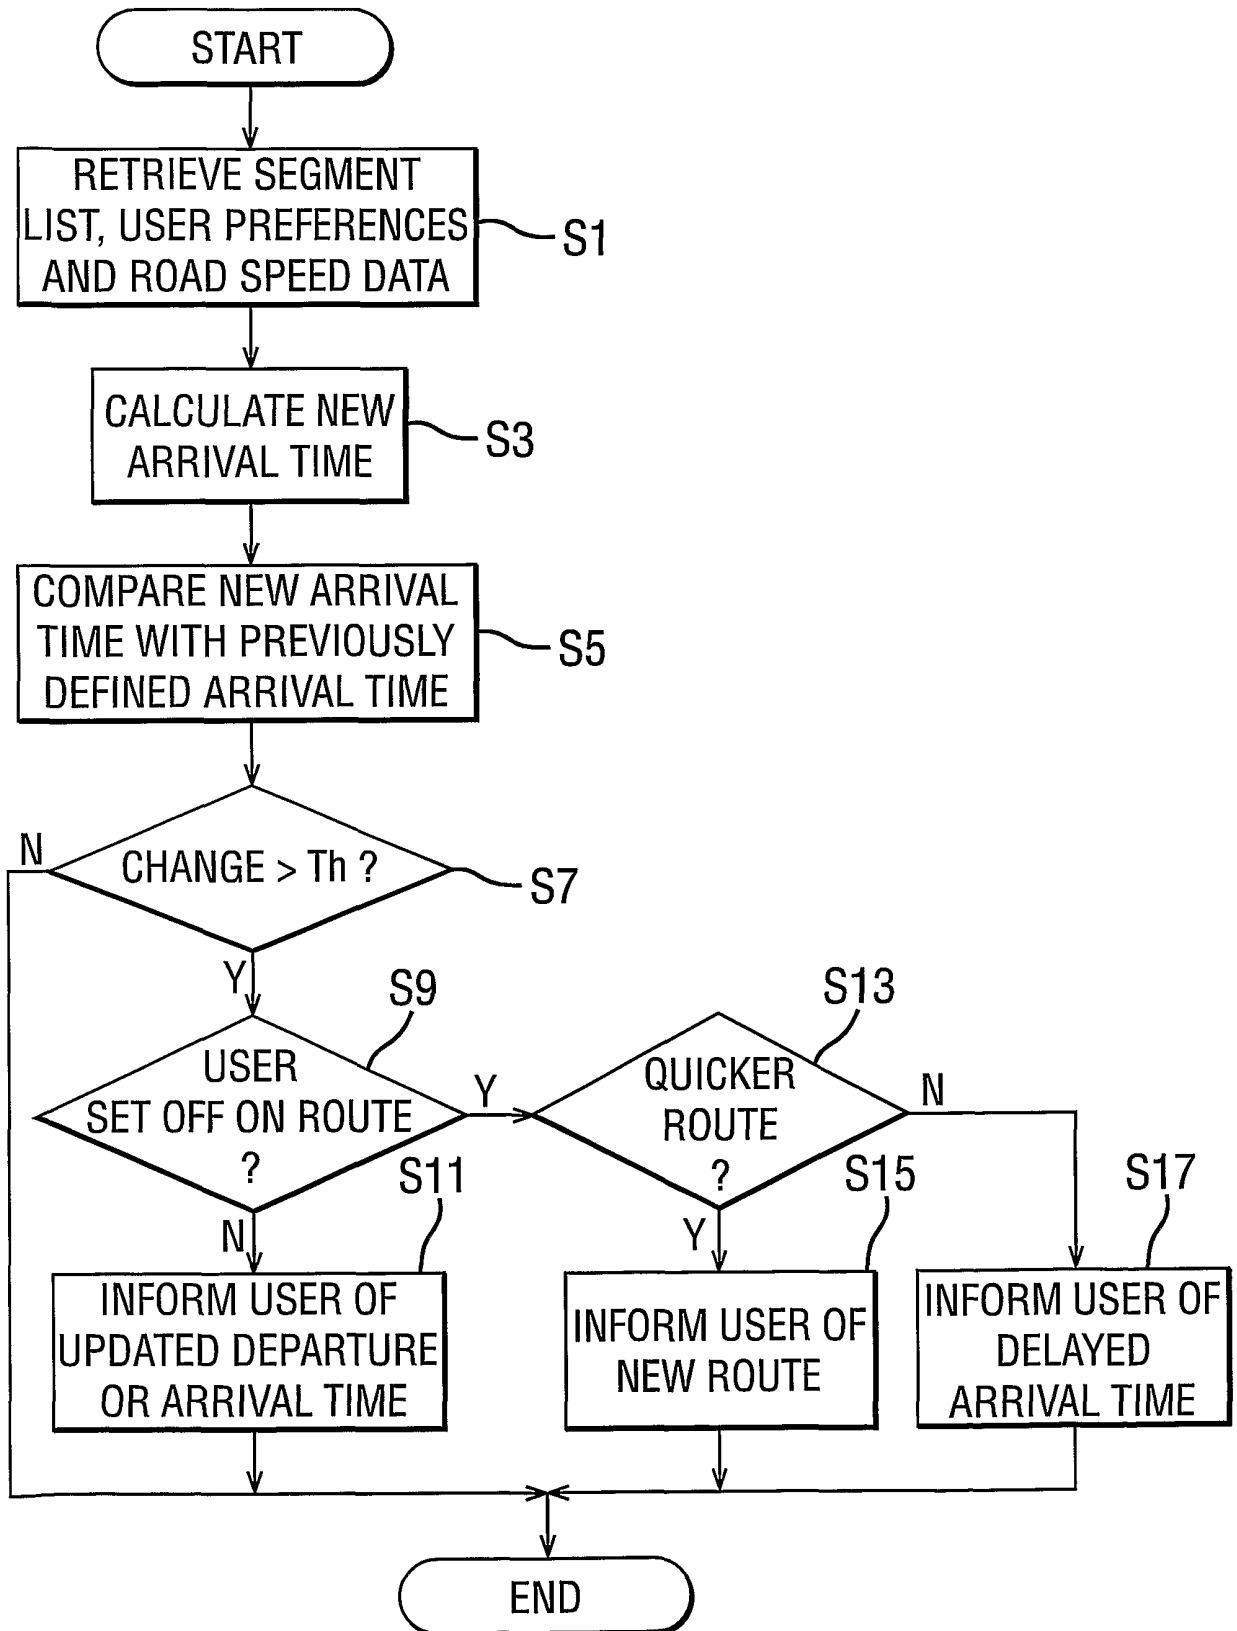 START
RETRIEVE SEGMENT
LIST, USER PREFERENCES
AND ROAD SPEED DATA
S1
CALCULATE NEW
ARRIVAL TIME
S3
COMPARE NEW ARRIVAL
TIME WITH PREVIOUSLY
DEFINED ARRIVAL TIME
S5
N
CHANGE > Th ?
S7
Y
S9
USER
SET OFF ON ROUTE
?
Y
S13
QUICKER
ROUTE
?
N
N
S11
INFORM USER OF
UPDATED DEPARTURE
OR ARRIVAL TIME
Y
S15
INFORM USER OF
NEW ROUTE
S17
INFORM USER OF
DELAYED
ARRIVAL TIME
END